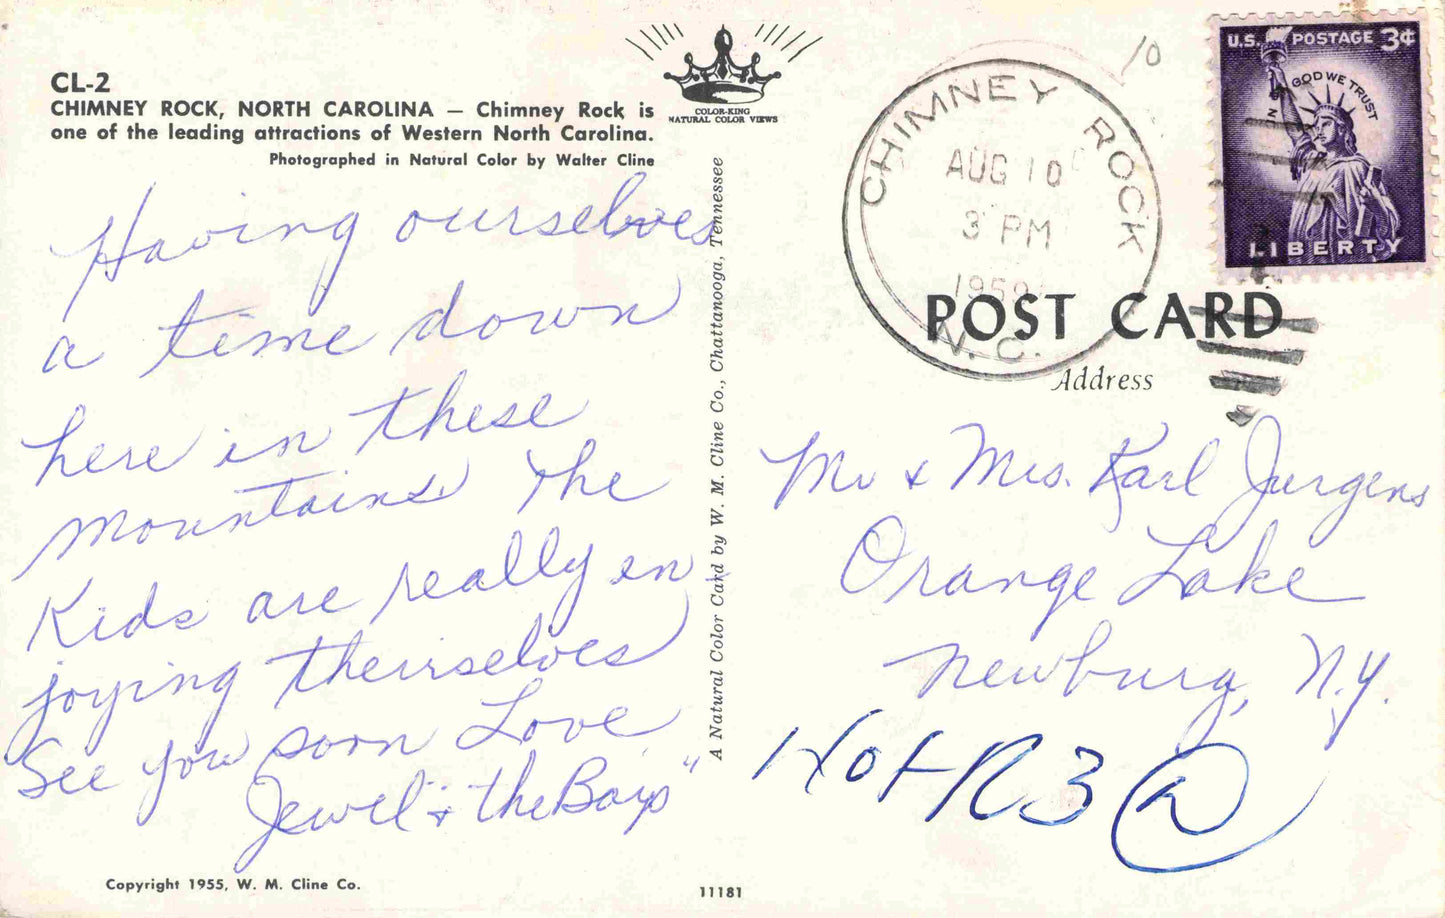 CL-2
CHIMNEY ROCK, NORTH CAROLINA — Chimney Rock is
one of the leading attractions of Western North Carolina.
Photographed in Natural Color by Walter Cline
COLOR-KING
NATURAL COLOR VIEWS
Having ourselves
a time down
here in these
mountains. The
Kids are really en
joying theirselves
See you soon Love
Jewel & the Boys"
Copyright 1955, W. M. Cline Co.
A Natural Color Card by W. M. Cline Co., Chattanooga, Tennessee
11181
10
CHIMNEY ROCK
AUG 10
3 PM
1959
N. C.
U.S. POSTAGE 3¢
IN GOD WE TRUST
LIBERTY
POST CARD
Address
Mr & Mrs. Karl Jurgens
Orange Lake
Newburg, N.Y.
R3